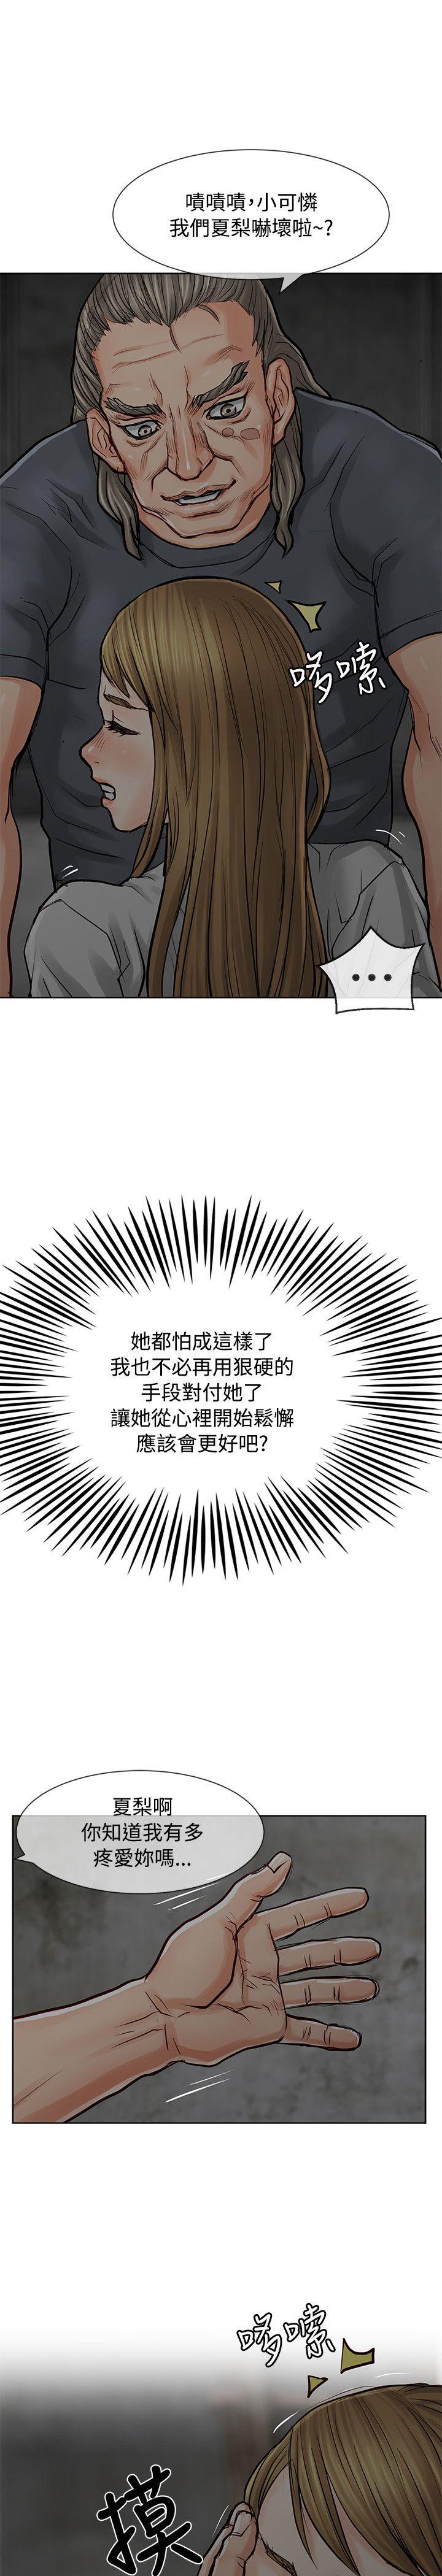 嘖嘖嘖,小可憐
我們夏梨嚇壞啦~?
哆嗦
...
她都怕成這樣了
我也不必再用狠硬的
手段對付她了
讓她從心裡開始鬆懈
應該會更好吧?
夏梨啊
你知道我有多
疼愛妳嗎...
哆嗦
摸